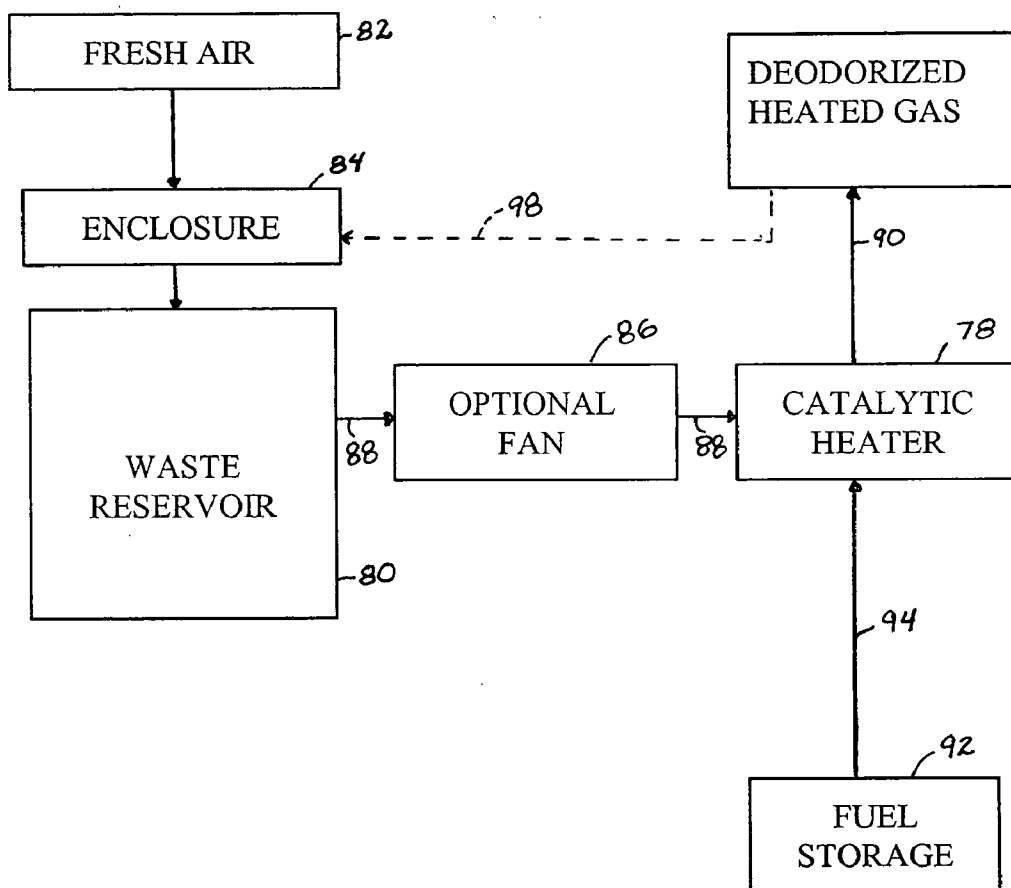 FRESH AIR
82
DEODORIZED
HEATED GAS
84
ENCLOSURE
98
90
86
78
WASTE
RESERVOIR
88
OPTIONAL
FAN
88
CATALYTIC
HEATER
80
94
92
FUEL
STORAGE